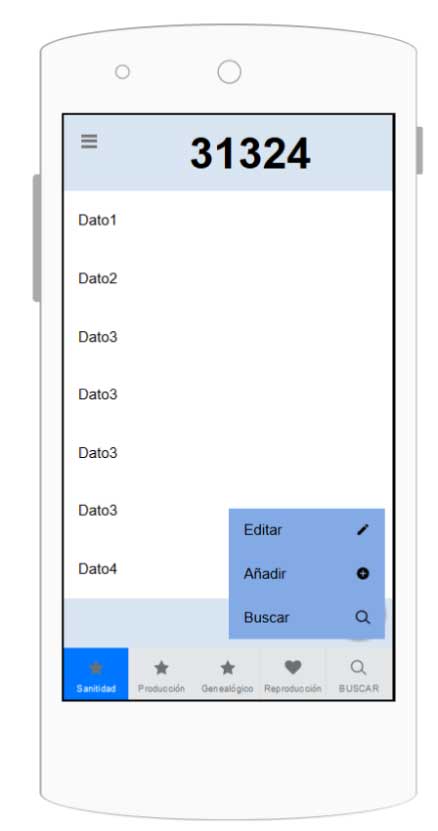 31324
Dato1
Dato2
Dato3
Dato3
Dato3
Dato3
Dato4
Editar
Añadir
Buscar
Sanitidad Producción Genealógico Reproducción BUSCAR